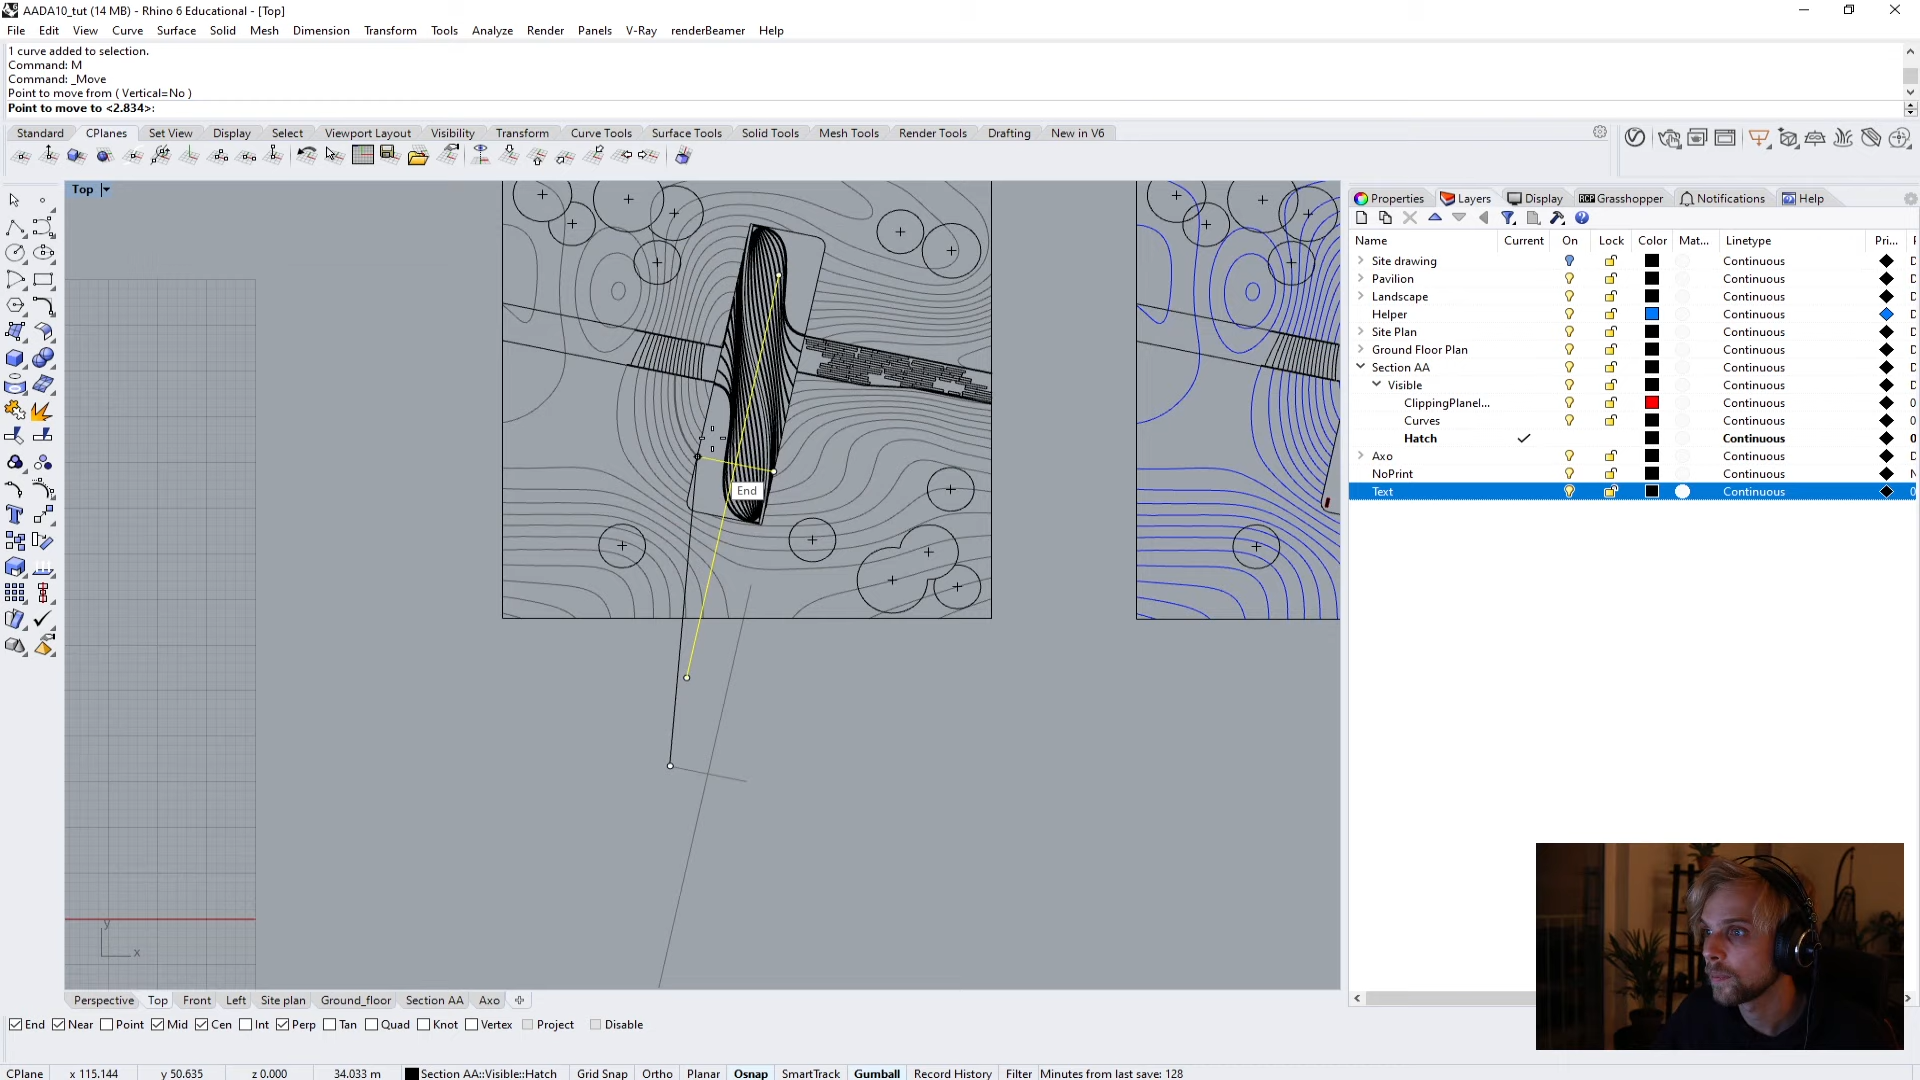 AADA10_tut (14 MB) - Rhino 6 Educational - [Top]
File Edit View Curve Surface Solid Mesh Dimension Transform Tools Analyze Render Panels V-Ray renderBeamer Help
1 curve added to selection.
Command: M
Command: _Move
Point to move from ( Vertical=No )
Point to move to <2.834>:
Standard CPlanes Set View Display Select Viewport Layout Visibility Transform Curve Tools Surface Tools Solid Tools Mesh Tools Render Tools Drafting New in V6
Top
Properties Layers Display Grasshopper Notifications Help
Name Current On Lock Color Mat... Linetype Pri...
Site drawing Continuous
Pavilion Continuous
Landscape Continuous
Helper Continuous
Site Plan Continuous
Ground Floor Plan Continuous
Section AA Continuous
Visible Continuous
ClippingPlaneI... Continuous
Curves Continuous
Hatch Continuous
Axo Continuous
NoPrint Continuous
Text Continuous
End
y
x
Perspective Top Front Left Site plan Ground_floor Section AA Axo
End Near Point Mid Cen Int Perp Tan Quad Knot Vertex Project Disable
CPlane x 115.144 y 50.635 z 0.000 34.033 m Section AA::Visible::Hatch Grid Snap Ortho Planar Osnap SmartTrack Gumball Record History Filter Minutes from last save: 128